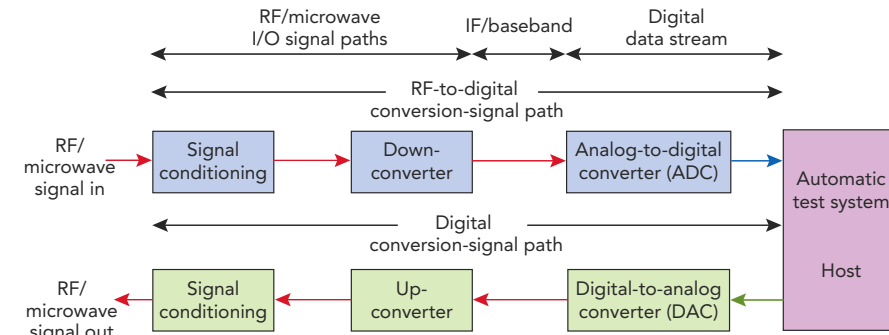 RF/microwave
I/O signal paths
IF/baseband
Digital
data stream
RF-to-digital
conversion-signal path
RF/
microwave
signal in
Signal
conditioning
Down-
converter
Analog-to-digital
converter (ADC)
Automatic
test system
Host
Digital
conversion-signal path
RF/
microwave
signal out
Signal
conditioning
Up-
converter
Digital-to-analog
converter (DAC)